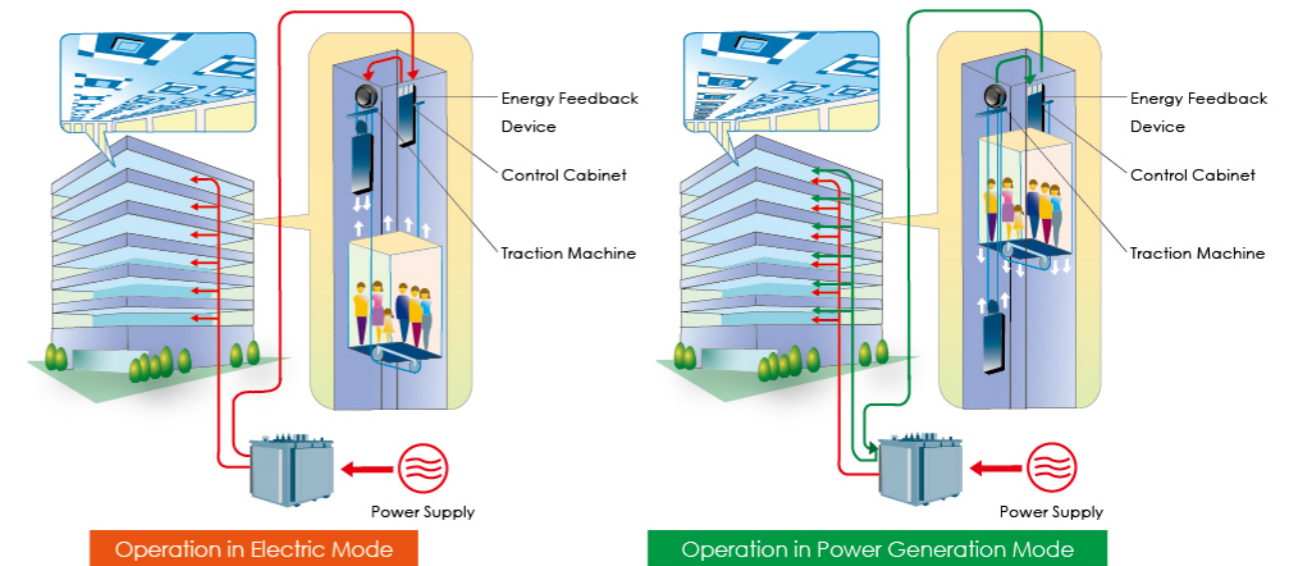 Energy Feedback
Device
Control Cabinet
Traction Machine
Power Supply
Operation in Electric Mode
Energy Feedback
Device
Control Cabinet
Traction Machine
Power Supply
Operation in Power Generation Mode